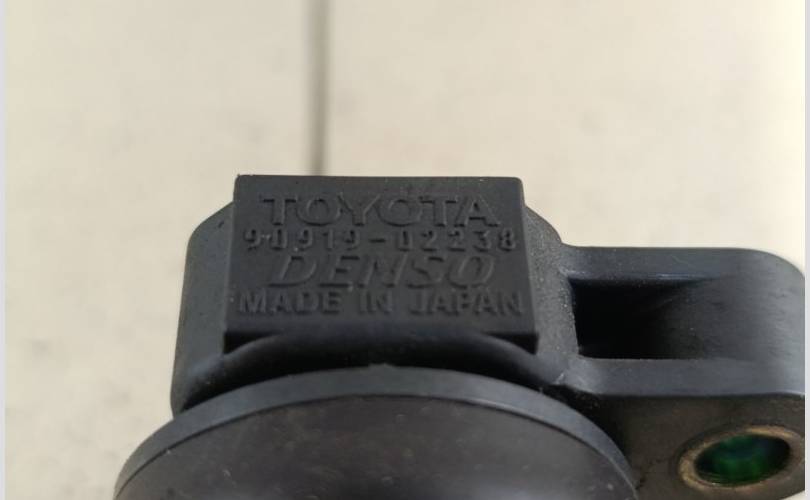 TOYOTA
90919-02238
DENSO
MADE IN JAPAN